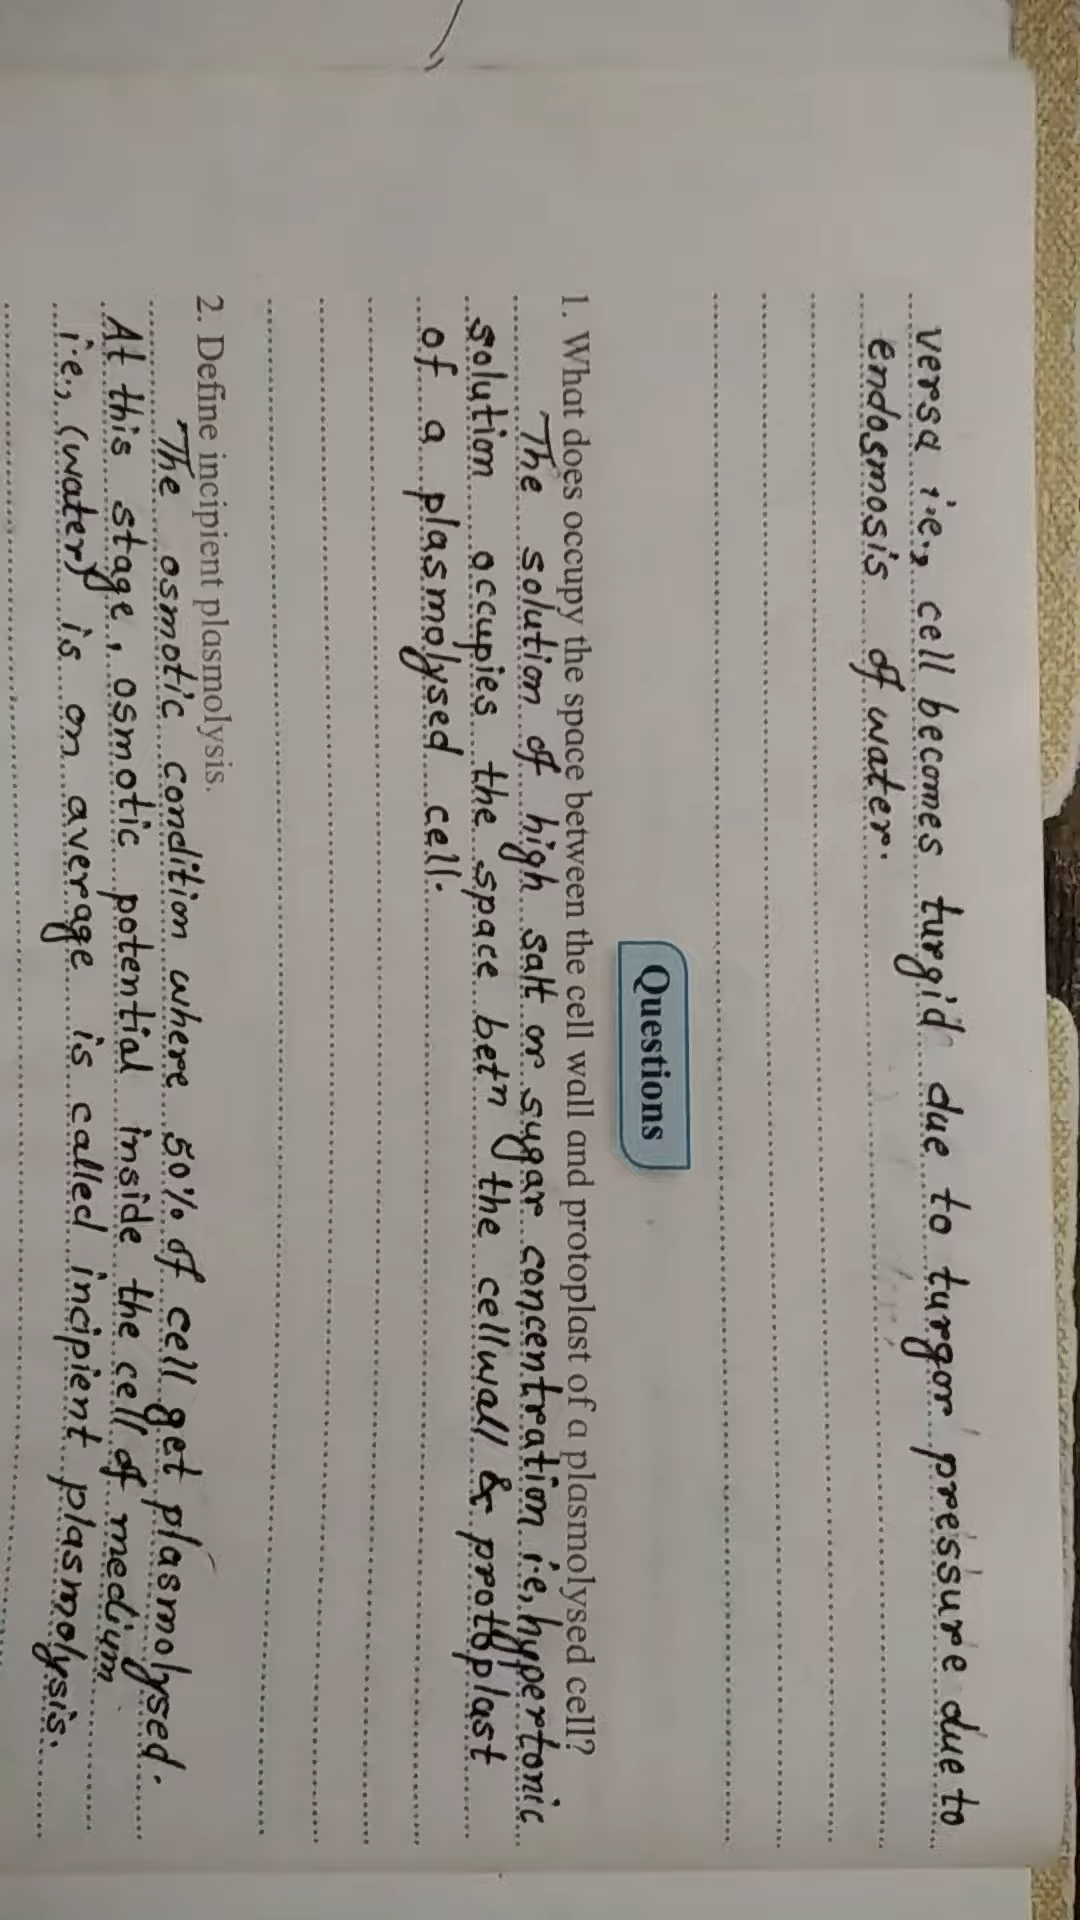 versa i.e., cell becomes turgid due to turgor pressure due to
endosmosis of water.
Questions
1. What does occupy the space between the cell wall and protoplast of a plasmolysed cell?
The solution of high salt or sugar concentration i.e, hypertonic
solution occupies the space betn the cellwall & protoplast
of a plasmolysed cell.
2. Define incipient plasmolysis.
The osmotic condition where 50% of cell get plasmolysed.
At this stage, osmotic potential inside the cell of medium
i.e., (water) is on average is called incipient plasmolysis.